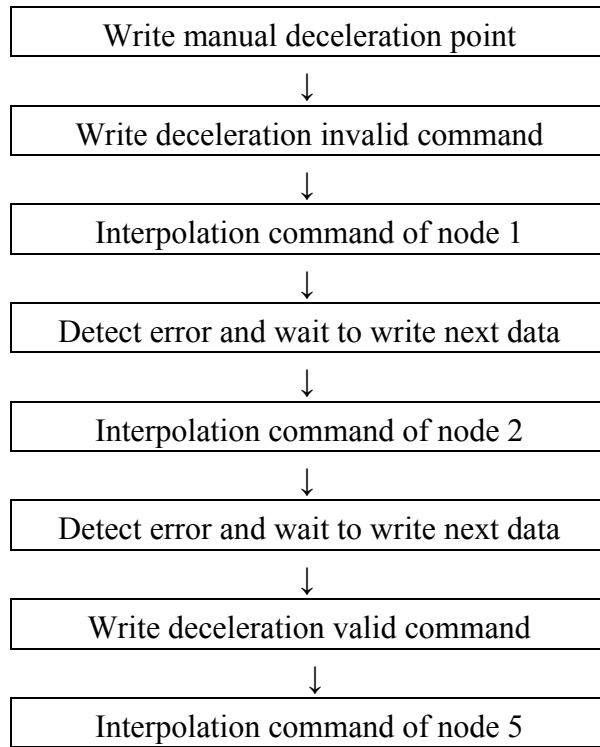 Write manual deceleration point
↓
Write deceleration invalid command
↓
Interpolation command of node 1
↓
Detect error and wait to write next data
↓
Interpolation command of node 2
↓
Detect error and wait to write next data
↓
Write deceleration valid command
↓
Interpolation command of node 5